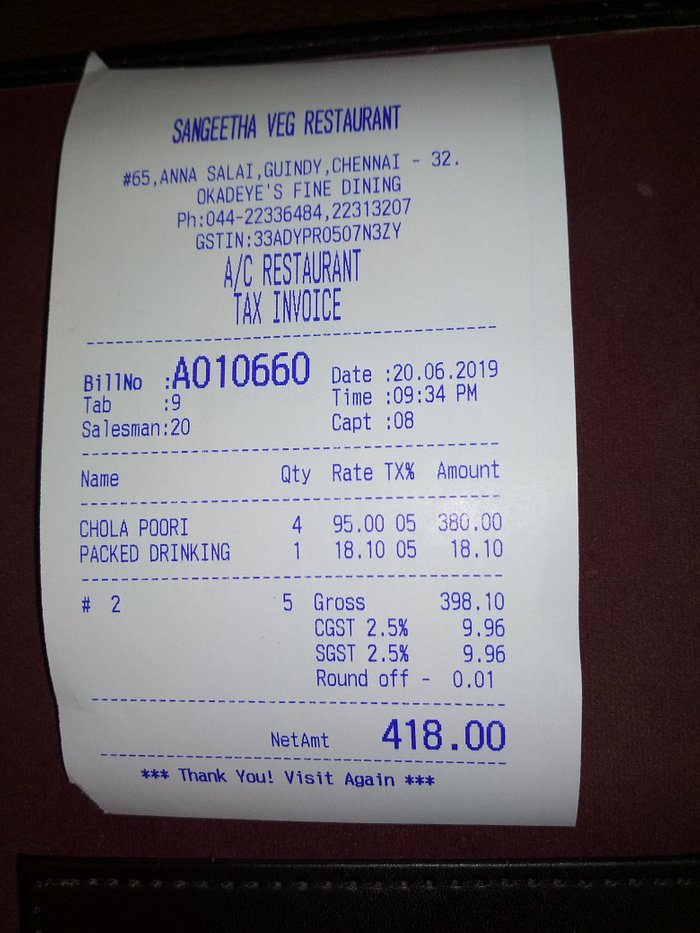 SANGEETHA VEG RESTAURANT
#65,ANNA SALAI,GUINDY,CHENNAI - 32.
OKADEYE'S FINE DINING
Ph:044-22336484,22313207
GSTIN:33ADYPR0507N3ZY
A/C RESTAURANT
TAX INVOICE
BillNo :A010660 Date :20.06.2019
Tab :9 Time :09:34 PM
Salesman:20 Capt :08
Name Qty Rate TX% Amount
CHOLA POORI 4 95.00 05 380.00
PACKED DRINKING 1 18.10 05 18.10
# 2 5 Gross 398.10
CGST 2.5% 9.96
SGST 2.5% 9.96
Round off - 0.01
NetAmt 418.00
*** Thank You! Visit Again ***